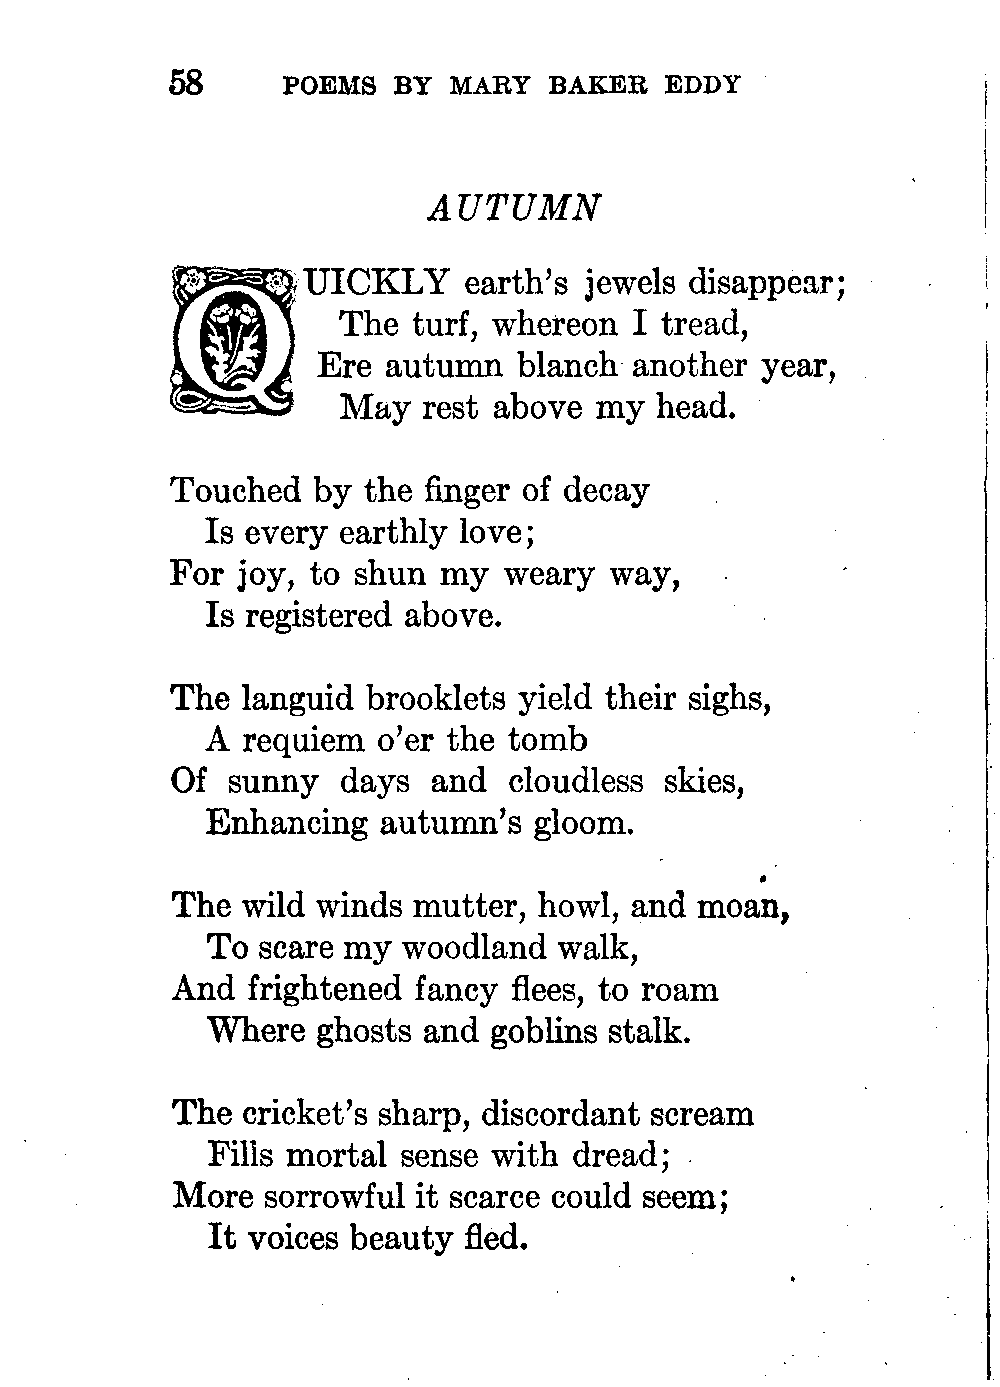 58 POEMS BY MARY BAKER EDDY
AUTUMN
QUICKLY earth's jewels disappear;
The turf, whereon I tread,
Ere autumn blanch another year,
May rest above my head.
Touched by the finger of decay
Is every earthly love;
For joy, to shun my weary way,
Is registered above.
The languid brooklets yield their sighs,
A requiem o'er the tomb
Of sunny days and cloudless skies,
Enhancing autumn's gloom.
The wild winds mutter, howl, and moan,
To scare my woodland walk,
And frightened fancy flees, to roam
Where ghosts and goblins stalk.
The cricket's sharp, discordant scream
Fills mortal sense with dread;
More sorrowful it scarce could seem;
It voices beauty fled.